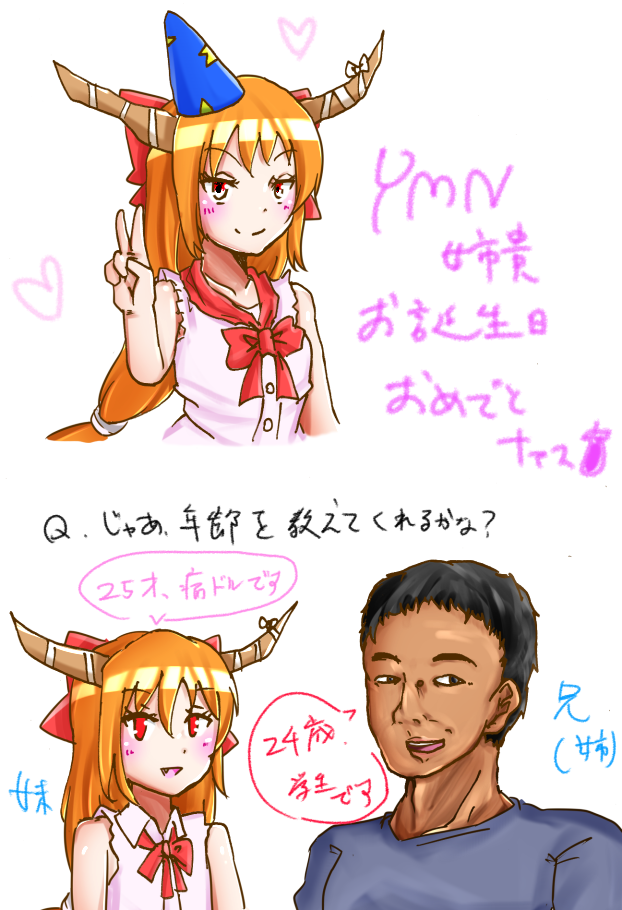 YMN
姉貴
お誕生日
おめでと
ナス
Q.じゃあ、年齢を教えてくれるかな?
25才、病ドルです
24歳、
学生
です
兄
(姉)
妹